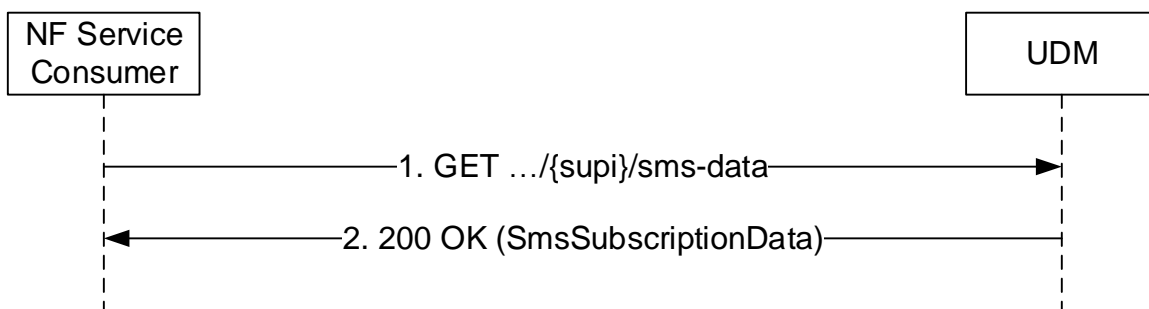 NF Service
Consumer
UDM
1. GET …/{supi}/sms-data
2. 200 OK (SmsSubscriptionData)